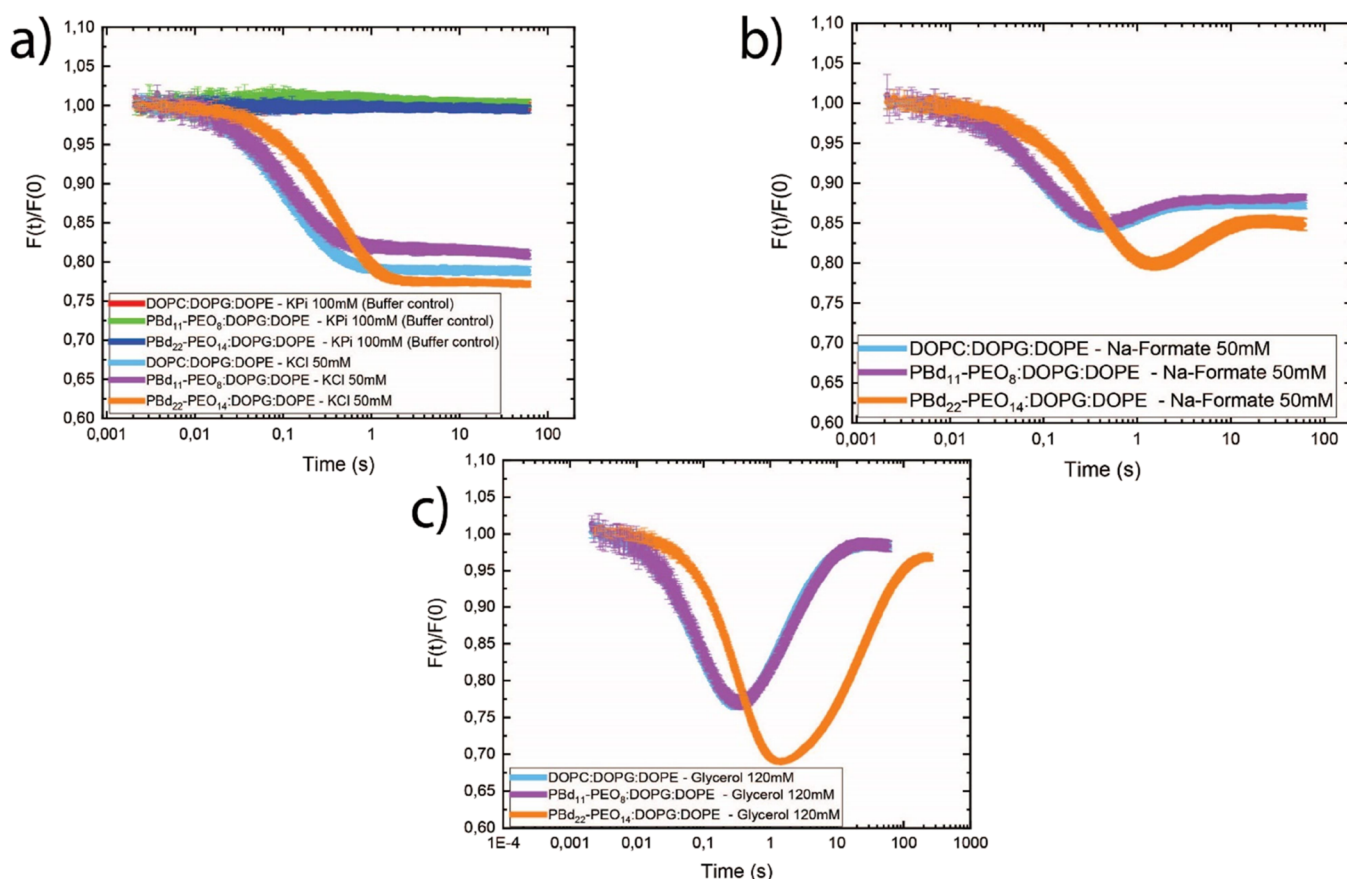 a)
1,10
1,05
1,00
0,95
0,90
0,85
0,80
0,75
0,70
0,65
0,60
F(t)/F(0)
DOPC:DOPG:DOPE - KPi 100mM (Buffer control)
PBd₁₁-PEO₈:DOPG:DOPE - KPi 100mM (Buffer control)
PBd₂₂-PEO₁₄:DOPG:DOPE - KPi 100mM (Buffer control)
DOPC:DOPG:DOPE - KCl 50mM
PBd₁₁-PEO₈:DOPG:DOPE - KCl 50mM
PBd₂₂-PEO₁₄:DOPG:DOPE - KCl 50mM
0,001 0,01 0,1 1 10 100
Time (s)
b)
1,10
1,05
1,00
0,95
0,90
0,85
0,80
0,75
0,70
0,65
0,60
F(t)/F(0)
DOPC:DOPG:DOPE - Na-Formate 50mM
PBd₁₁-PEO₈:DOPG:DOPE - Na-Formate 50mM
PBd₂₂-PEO₁₄:DOPG:DOPE - Na-Formate 50mM
0,001 0,01 0,1 1 10 100
Time (s)
c)
1,10
1,05
1,00
0,95
0,90
0,85
0,80
0,75
0,70
0,65
0,60
F(t)/F(0)
DOPC:DOPG:DOPE - Glycerol 120mM
PBd₁₁-PEO₈:DOPG:DOPE - Glycerol 120mM
PBd₂₂-PEO₁₄:DOPG:DOPE - Glycerol 120mM
1E-4 0,001 0,01 0,1 1 10 100 1000
Time (s)